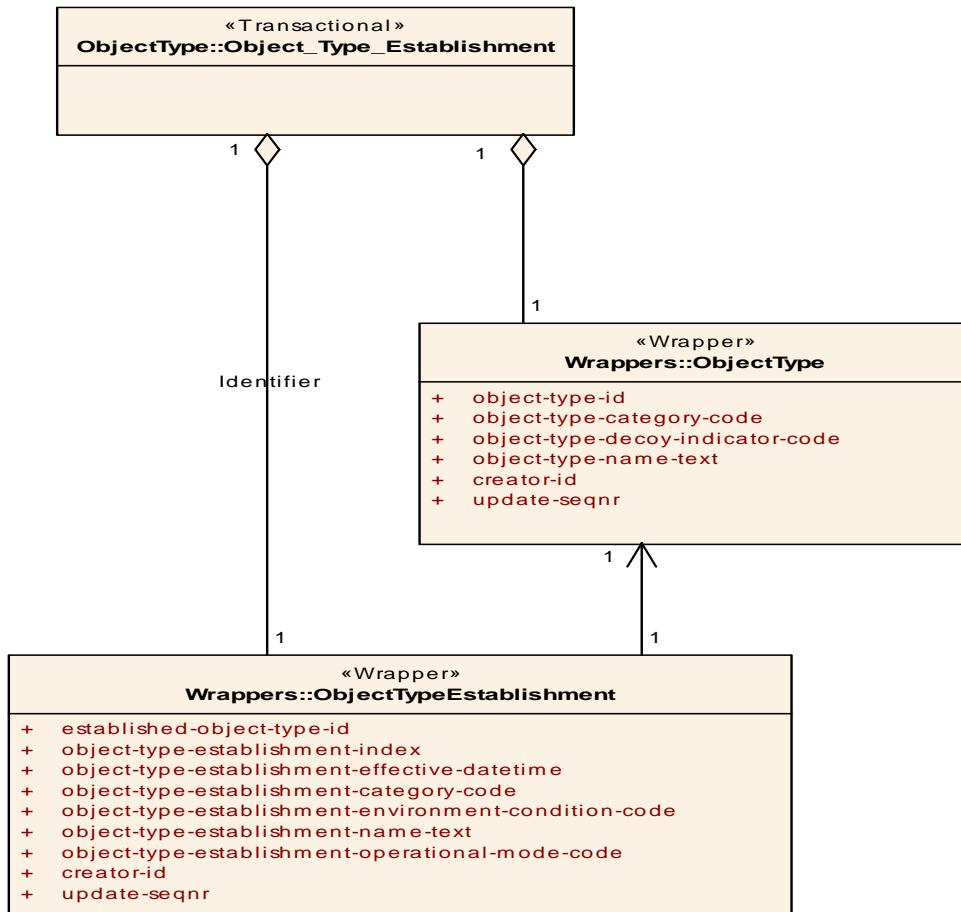 «Transactional»
ObjectType::Object_Type_Establishment
1
1
1
«Wrapper»
Wrappers::ObjectType
Identifier
+ object-type-id
+ object-type-category-code
+ object-type-decoy-indicator-code
+ object-type-name-text
+ creator-id
+ update-seqnr
1
1
1
«Wrapper»
Wrappers::ObjectTypeEstablishment
+ established-object-type-id
+ object-type-establishment-index
+ object-type-establishment-effective-datetime
+ object-type-establishment-category-code
+ object-type-establishment-environment-condition-code
+ object-type-establishment-name-text
+ object-type-establishment-operational-mode-code
+ creator-id
+ update-seqnr